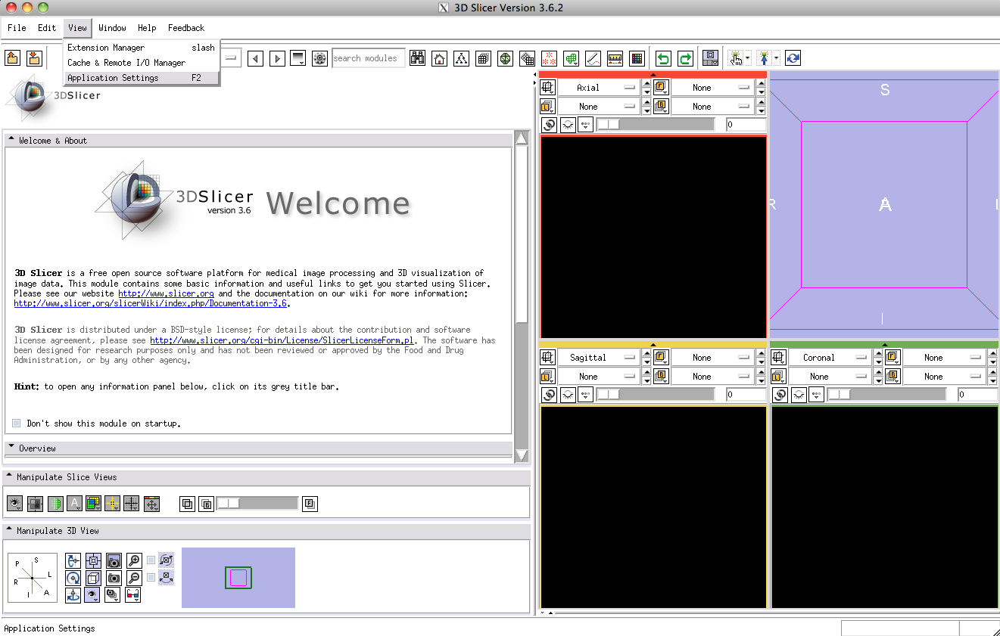 3D Slicer Version 3.6.2
File Edit View Window Help Feedback
Extension Manager slash
Cache & Remote I/O Manager
Application Settings F2
search modules
3DSlicer
Welcome & About
3DSlicer
version 3.6
Welcome
3D Slicer is a free open source software platform for medical image processing and 3D visualization of
image data. This module contains some basic information and useful links to get you started using Slicer.
Please see our website http://www.slicer.org and the documentation on our wiki for more information:
http://www.slicer.org/slicerWiki/index.php/Documentation-3.6.
3D Slicer is distributed under a BSD-style license; for details about the contribution and software
license agreement, please see http://www.slicer.org/cgi-bin/License/SlicerLicenseForm.pl. The software has
been designed for research purposes only and has not been reviewed or approved by the Food and Drug
Administration, or by any other agency.
Hint: to open any information panel below, click on its grey title bar.
Don't show this module on startup.
Overview
Manipulate Slice Views
A
B
F
Manipulate 3D View
P S
R L
I A
Application Settings
Axial F None
L None B None
0
S
R A L
I
Sagittal F None
L None B None
0
Coronal F None
L None B None
0